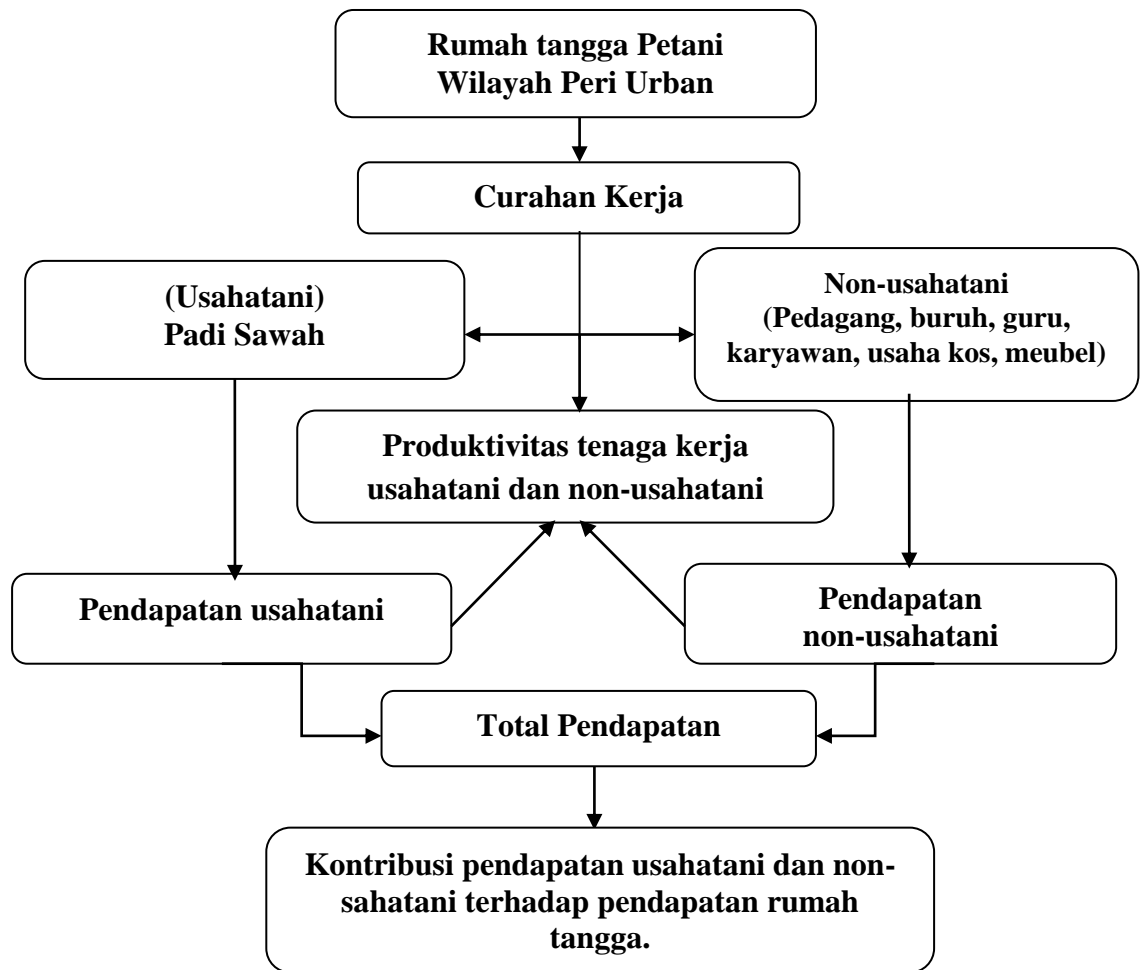 Rumah tangga Petani
Wilayah Peri Urban
Curahan Kerja
(Usahatani)
Padi Sawah
Non-usahatani
(Pedagang, buruh, guru,
karyawan, usaha kos, meubel)
Produktivitas tenaga kerja
usahatani dan non-usahatani
Pendapatan usahatani
Pendapatan
non-usahatani
Total Pendapatan
Kontribusi pendapatan usahatani dan non-
sahatani terhadap pendapatan rumah
tangga.